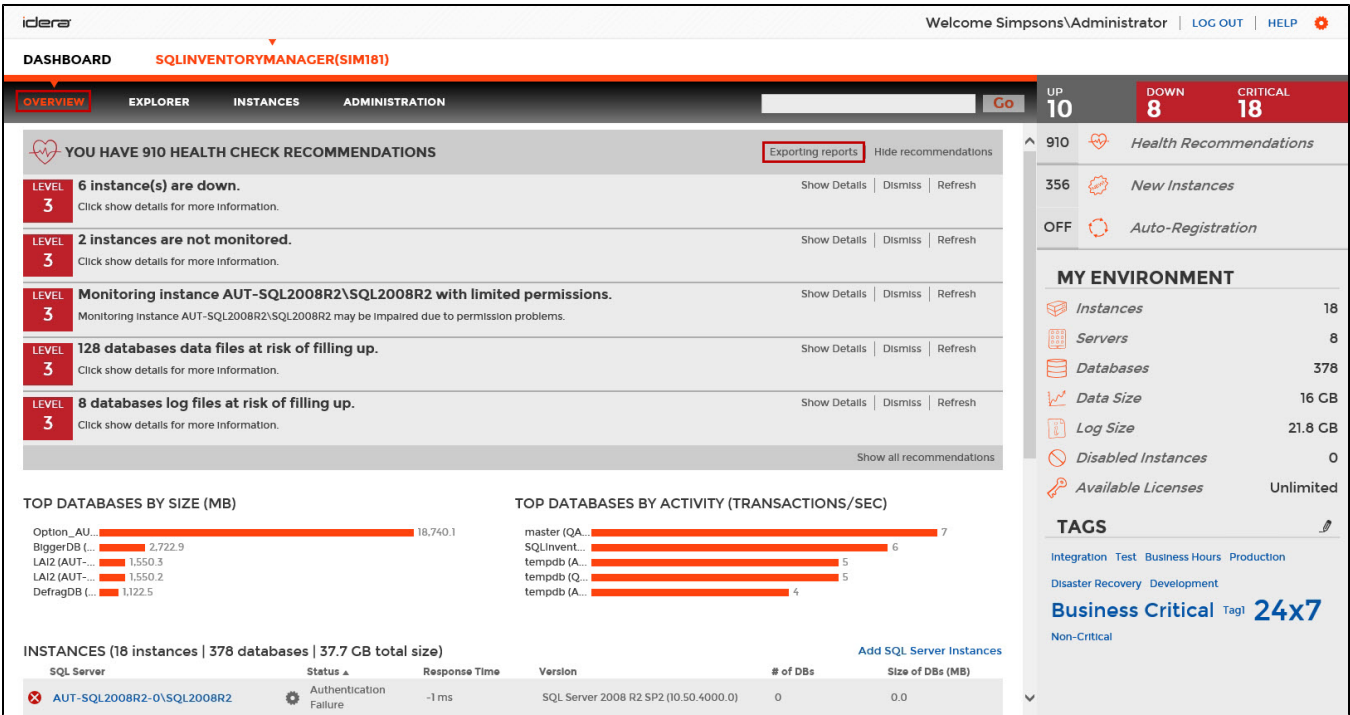 idera
Welcome Simpsons\Administrator | LOG OUT | HELP
DASHBOARD SQLINVENTORYMANAGER(SIM181)
OVERVIEW EXPLORER INSTANCES ADMINISTRATION Go
UP 10 DOWN 8 CRITICAL 18
YOU HAVE 910 HEALTH CHECK RECOMMENDATIONS Exporting reports Hide recommendations
LEVEL 3
6 instance(s) are down. Show Details | Dismiss | Refresh
Click show details for more information.
LEVEL 3
2 instances are not monitored. Show Details | Dismiss | Refresh
Click show details for more information.
LEVEL 3
Monitoring instance AUT-SQL2008R2\SQL2008R2 with limited permissions. Show Details | Dismiss | Refresh
Monitoring instance AUT-SQL2008R2\SQL2008R2 may be impaired due to permission problems.
LEVEL 3
128 databases data files at risk of filling up. Show Details | Dismiss | Refresh
Click show details for more information.
LEVEL 3
8 databases log files at risk of filling up. Show Details | Dismiss | Refresh
Click show details for more information.
Show all recommendations
TOP DATABASES BY SIZE (MB)
Option_AU... 18,740.1
BiggerDB (... 2,722.9
LAI2 (AUT-... 1,550.3
LAI2 (AUT-... 1,550.2
DefragDB (... 1,122.5
TOP DATABASES BY ACTIVITY (TRANSACTIONS/SEC)
master (QA... 7
SQLInvent... 6
tempdb (A... 5
tempdb (Q... 5
tempdb (A... 4
INSTANCES (18 instances | 378 databases | 37.7 GB total size) Add SQL Server Instances
SQL Server Status Response Time Version # of DBs Size of DBs (MB)
AUT-SQL2008R2-0\SQL2008R2 Authentication Failure -1 ms SQL Server 2008 R2 SP2 (10.50.4000.0) 0 0.0
910 Health Recommendations
356 New Instances
OFF Auto-Registration
MY ENVIRONMENT
Instances 18
Servers 8
Databases 378
Data Size 16 GB
Log Size 21.8 GB
Disabled Instances 0
Available Licenses Unlimited
TAGS
Integration Test Business Hours Production
Disaster Recovery Development
Business Critical Tag1 24x7
Non-Critical